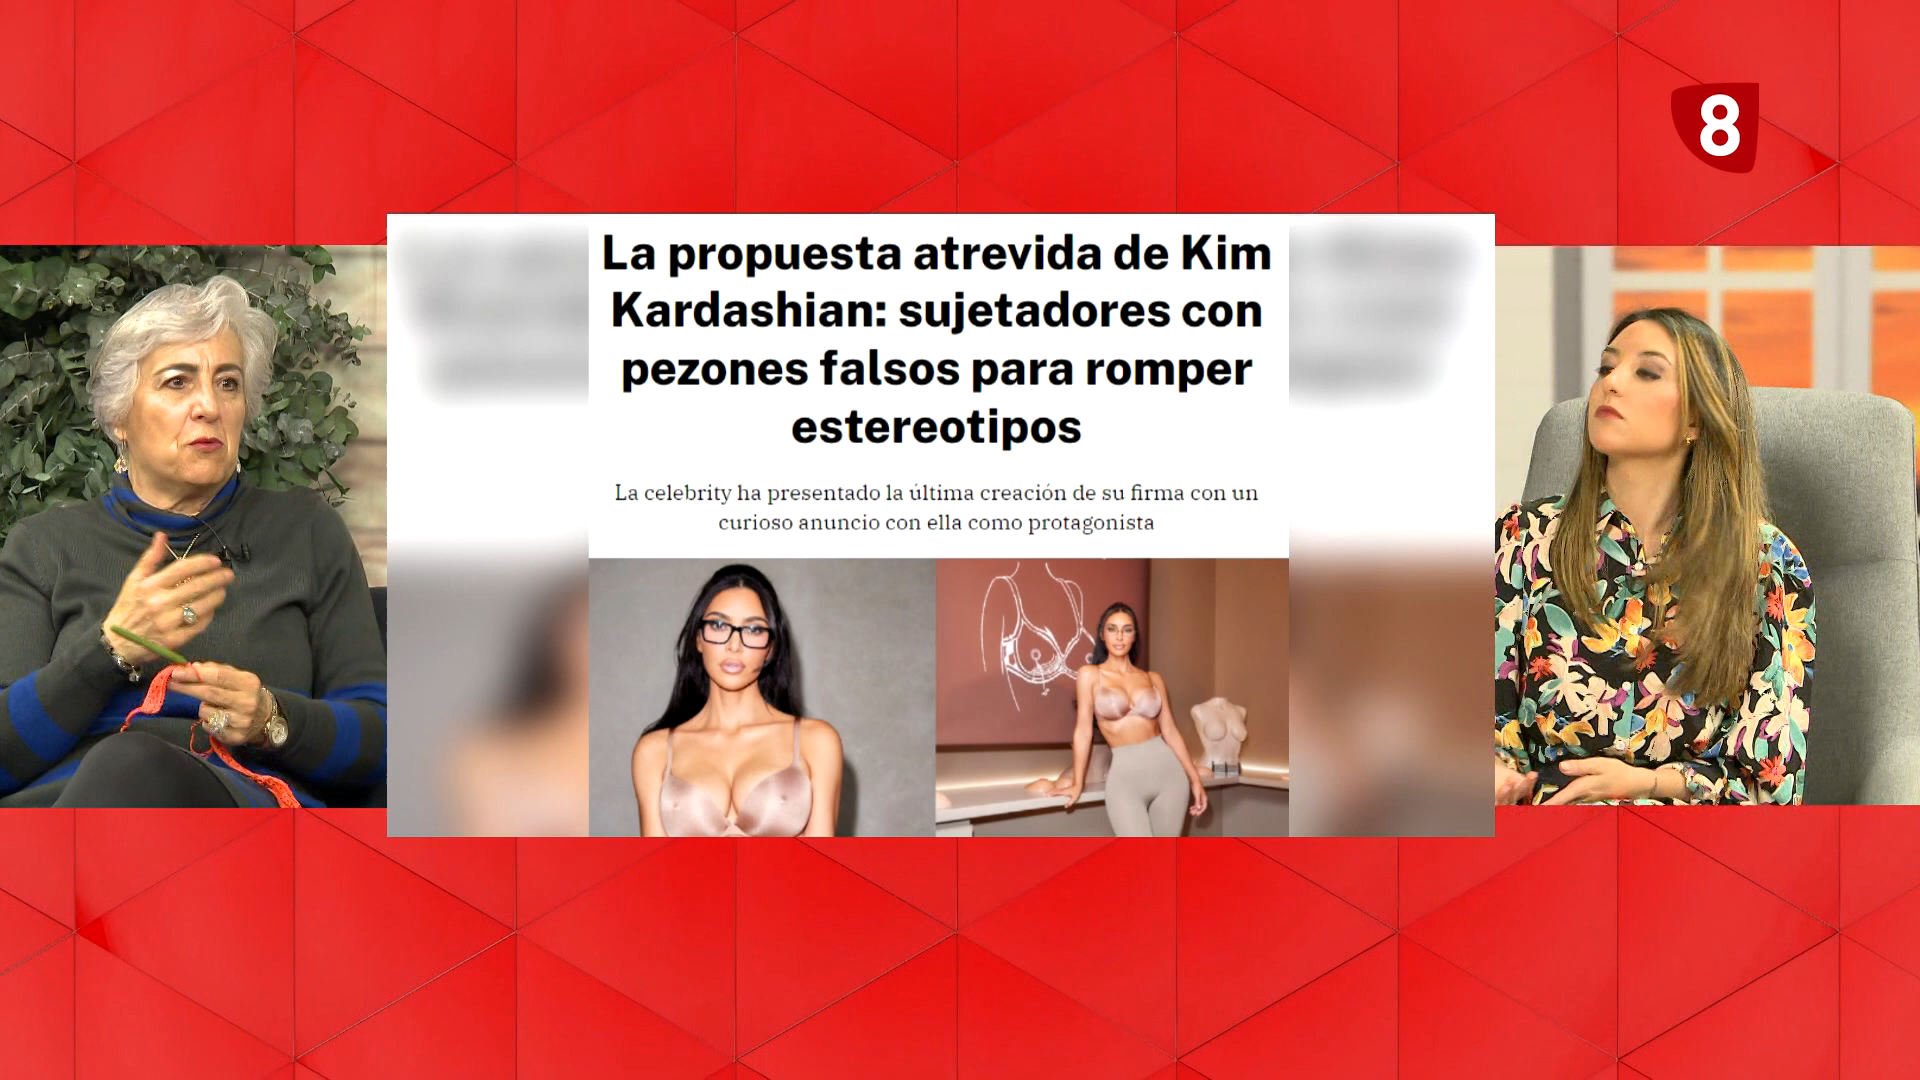 8
La propuesta atrevida de Kim
Kardashian: sujetadores con
pezones falsos para romper
estereotipos
La celebrity ha presentado la última creación de su firma con un
curioso anuncio con ella como protagonista